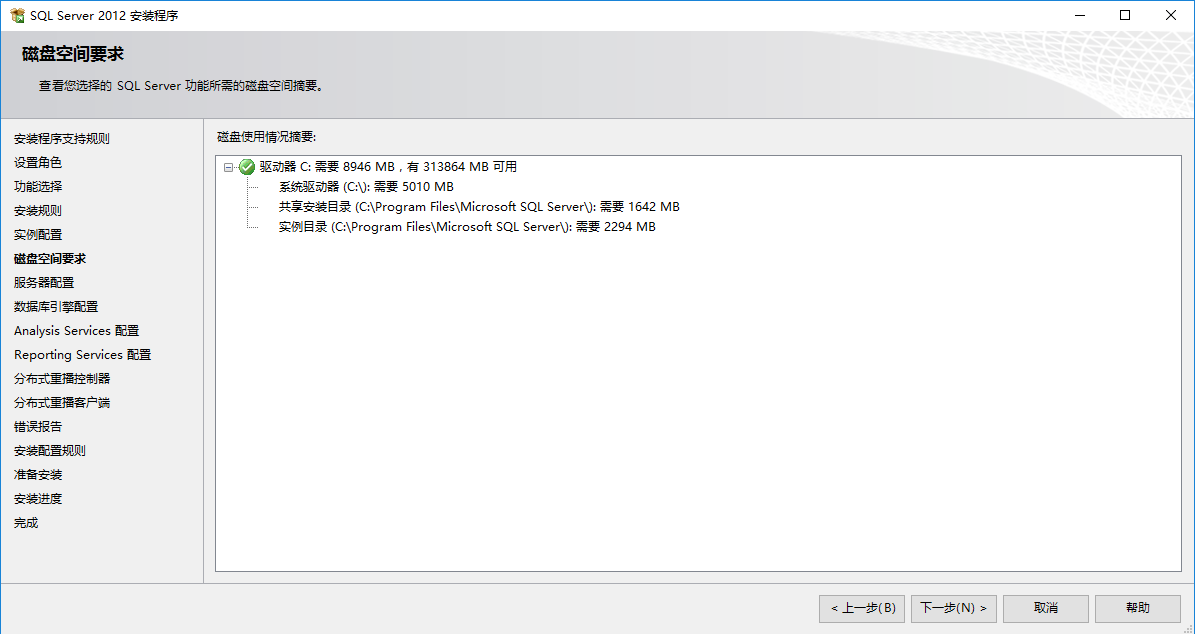 SQL Server 2012 安装程序
磁盘空间要求
查看您选择的 SQL Server 功能所需的磁盘空间摘要。
安装程序支持规则
设置角色
功能选择
安装规则
实例配置
磁盘空间要求
服务器配置
数据库引擎配置
Analysis Services 配置
Reporting Services 配置
分布式重播控制器
分布式重播客户端
错误报告
安装配置规则
准备安装
安装进度
完成
磁盘使用情况摘要:
驱动器 C: 需要 8946 MB，有 313864 MB 可用
系统驱动器 (C:\): 需要 5010 MB
共享安装目录 (C:\Program Files\Microsoft SQL Server\): 需要 1642 MB
实例目录 (C:\Program Files\Microsoft SQL Server\): 需要 2294 MB
< 上一步(B)
下一步(N) >
取消
帮助